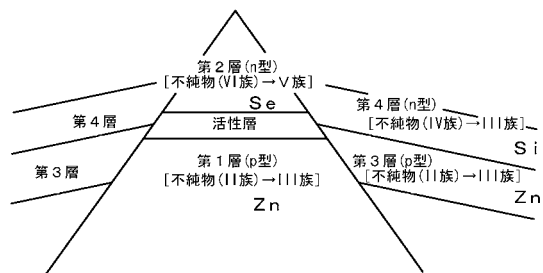 第2層(n型)
[不純物(VI族)→V族]
Se
活性層
第1層(p型)
[不純物(II族)→III族]
Zn
第4層
第3層
第4層(n型)
[不純物(IV族)→III族]
Si
第3層(p型)
[不純物(II族)→III族]
Zn